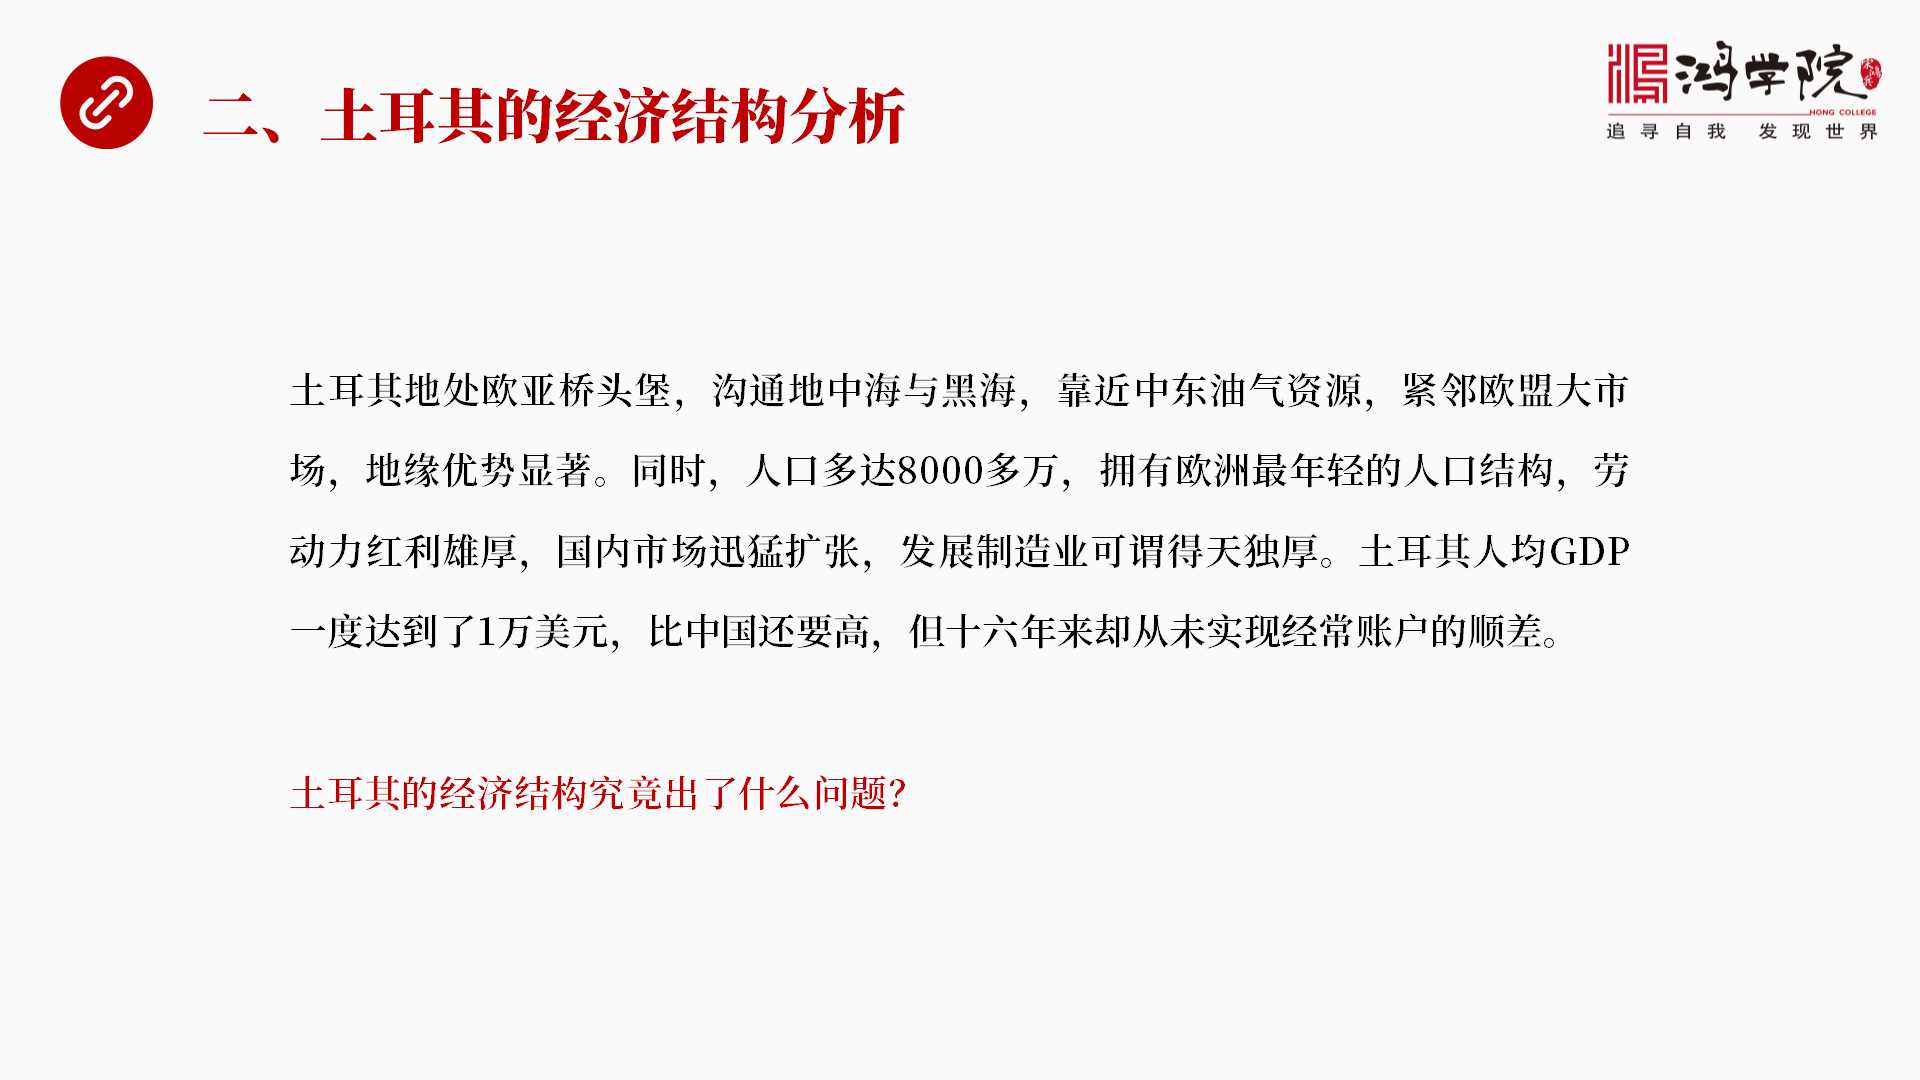 二、土耳其的经济结构分析
鸿学院
HONG COLLEGE
追寻自我 发现世界
土耳其地处欧亚桥头堡，沟通地中海与黑海，靠近中东油气资源，紧邻欧盟大市
场，地缘优势显著。同时，人口多达8000多万，拥有欧洲最年轻的人口结构，劳
动力红利雄厚，国内市场迅猛扩张，发展制造业可谓得天独厚。土耳其人均GDP
一度达到了1万美元，比中国还要高，但十六年来却从未实现经常账户的顺差。
土耳其的经济结构究竟出了什么问题？